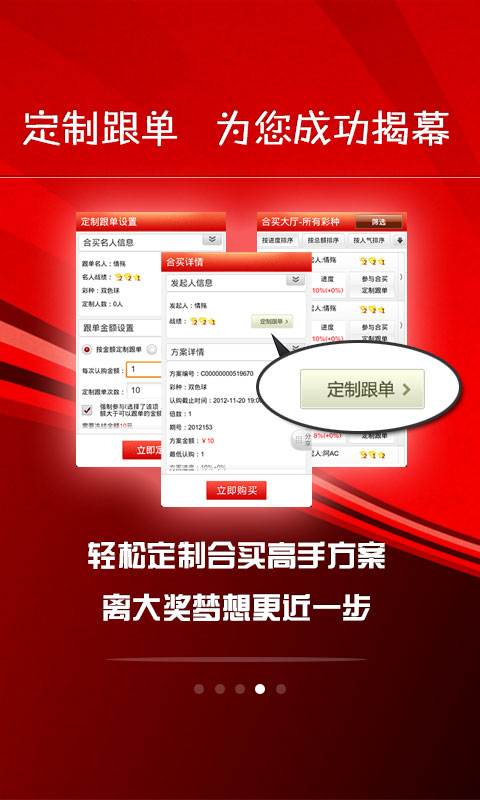 定制跟单 为您成功揭幕
定制跟单设置
合买名人信息
跟单名人：情殇
名人战绩：
彩种：双色球
定制人数：0人
跟单金额设置
按金额定制跟单
每次认购金额： 1
定制跟单次数： 10
强制参与(选择了该项
额大于可以跟单的金额
需要冻结金额10元
立即定
合买详情
发起人信息
发起人：情殇
战绩：
定制跟单
方案详情
方案编号：C00000000519670
彩种：双色球
认购截止时间：2012-11-20 19:0
倍数：1
期号：2012153
方案金额：￥10
最低认购：1
方案进度：10%+0%
立即购买
分享
合买大厅-所有彩种 筛选
按进度排序 按总额排序 按人气排序
人：情殇
进度
10%(+0%)
参与合买
定制跟单
人：情殇
进度
10%(+0%)
参与合买
定制跟单
定制跟单
8%(+0%) 定制跟单
人：阿AC
轻松定制合买高手方案
离大奖梦想更近一步